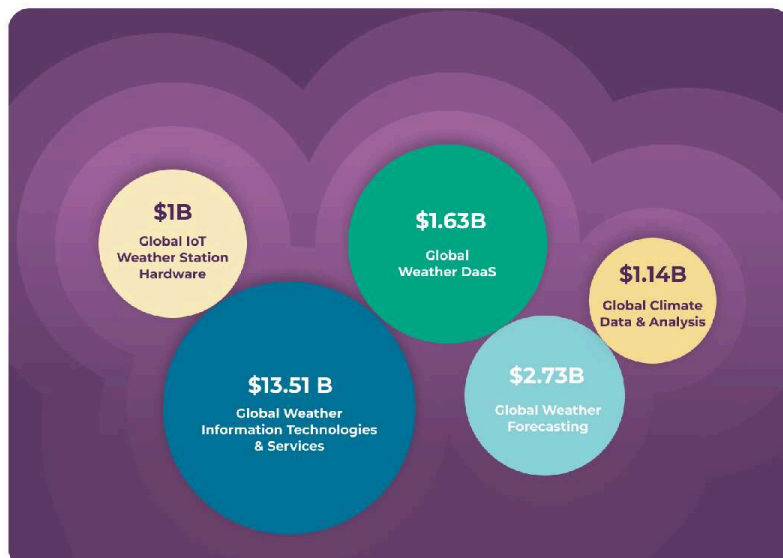 $1B
Global IoT
Weather Station
Hardware
$1.63B
Global
Weather DaaS
$1.14B
Global Climate
Data & Analysis
$13.51 B
Global Weather
Information Technologies
& Services
$2.73B
Global Weather
Forecasting